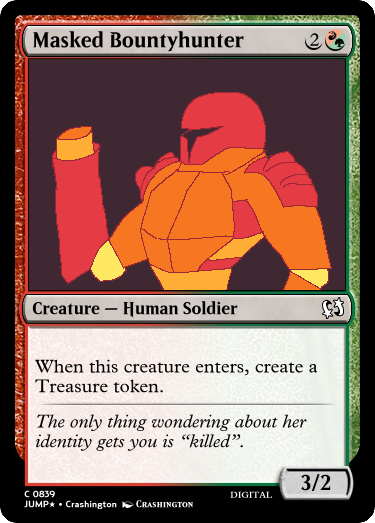 Masked Bountyhunter 2
Creature — Human Soldier
When this creature enters, create a
Treasure token.
The only thing wondering about her
identity gets you is “killed”.
3/2
C 0839
JUMP★ • Crashington CRASHINGTON
DIGITAL